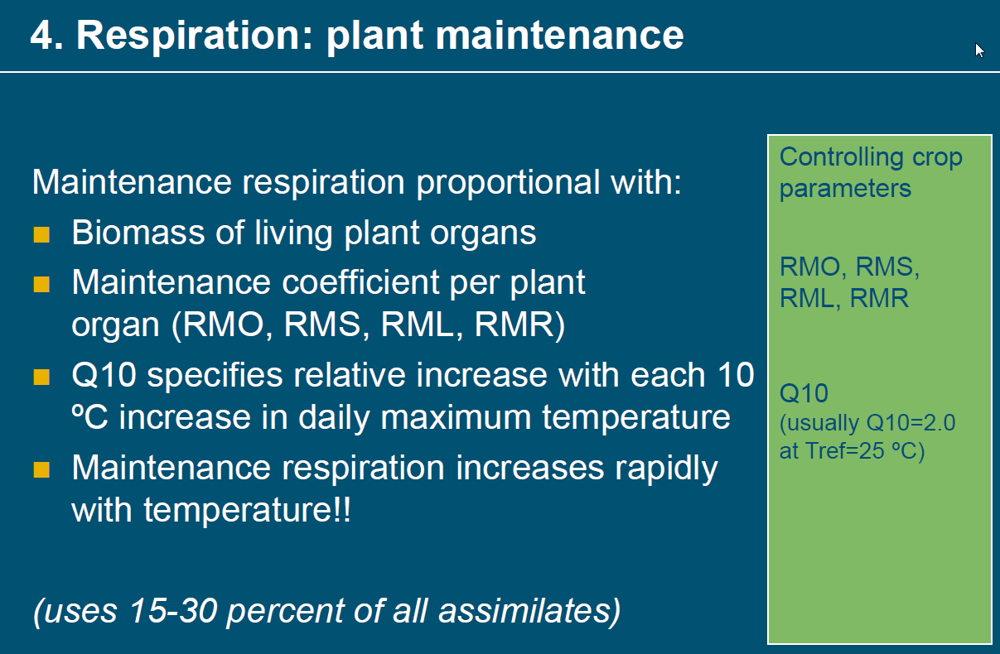 4. Respiration: plant maintenance
Maintenance respiration proportional with:
Biomass of living plant organs
Maintenance coefficient per plant
organ (RMO, RMS, RML, RMR)
Q10 specifies relative increase with each 10
ºC increase in daily maximum temperature
Maintenance respiration increases rapidly
with temperature!!
(uses 15-30 percent of all assimilates)
Controlling crop
parameters
RMO, RMS,
RML, RMR
Q10
(usually Q10=2.0
at Tref=25 ºC)